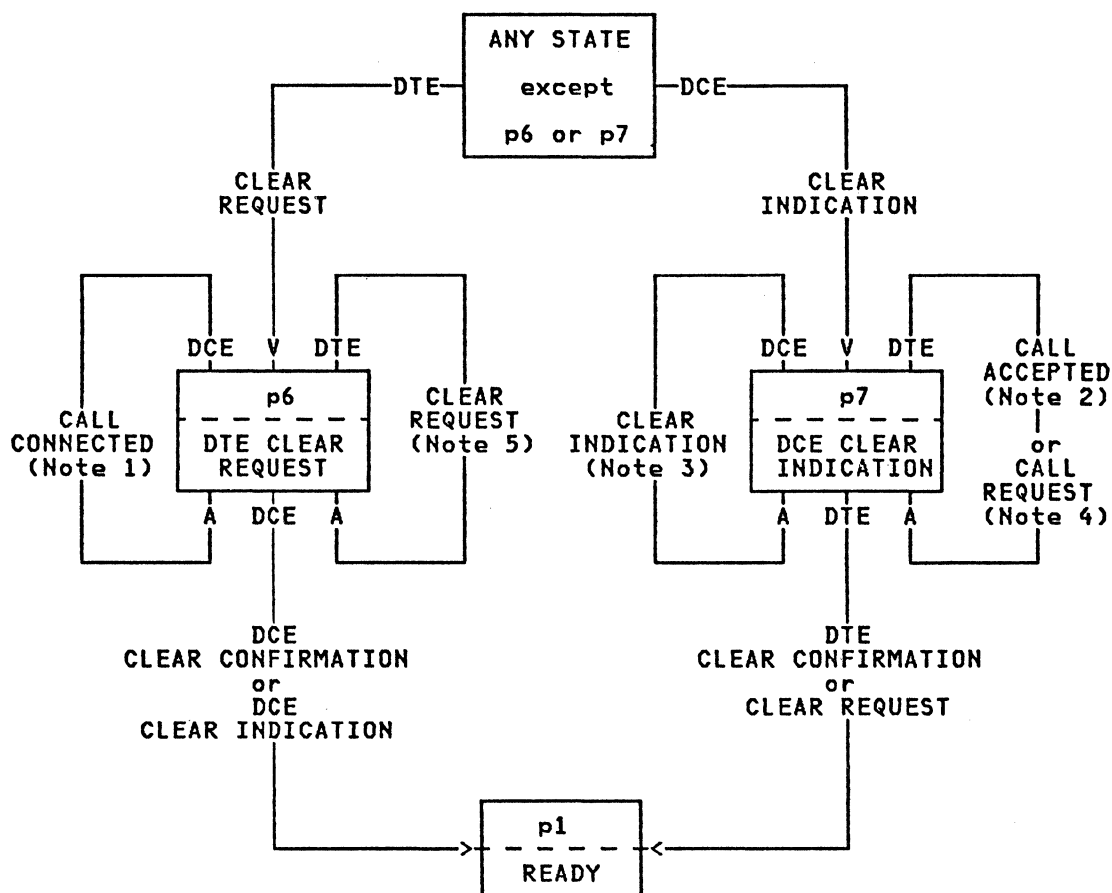 ANY STATE
DTE
except
DCE
p6 or p7
CLEAR
REQUEST
CLEAR
INDICATION
DCE V DTE
DCE V DTE
CALL
CONNECTED
(Note 1)
p6
DTE CLEAR
REQUEST
CLEAR
REQUEST
(Note 5)
CLEAR
INDICATION
(Note 3)
p7
DCE CLEAR
INDICATION
CALL
ACCEPTED
(Note 2)
or
CALL
REQUEST
(Note 4)
A DCE A
A DTE A
DCE
CLEAR CONFIRMATION
or
DCE
CLEAR INDICATION
DTE
CLEAR CONFIRMATION
or
CLEAR REQUEST
p1
READY